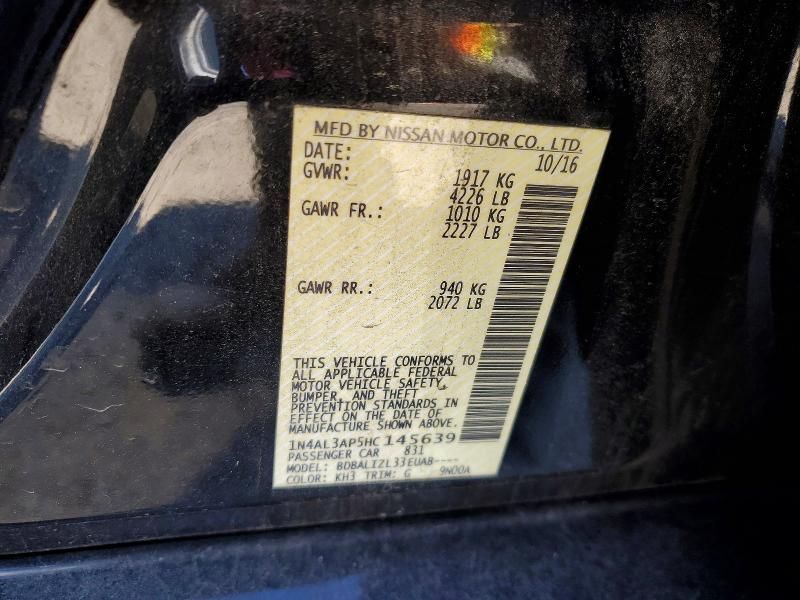 MFD BY NISSAN MOTOR CO., LTD.
DATE: 10/16
GVWR: 1917 KG
4226 LB
GAWR FR.: 1010 KG
2227 LB
GAWR RR.: 940 KG
2072 LB
THIS VEHICLE CONFORMS TO
ALL APPLICABLE FEDERAL
MOTOR VEHICLE SAFETY,
BUMPER, AND THEFT
PREVENTION STANDARDS IN
EFFECT ON THE DATE OF
MANUFACTURE SHOWN ABOVE.
1N4AL3AP5HC145639
PASSENGER CAR 831
MODEL: BDBALIZL33EUAB----
COLOR: KH3 TRIM: G 9N00A